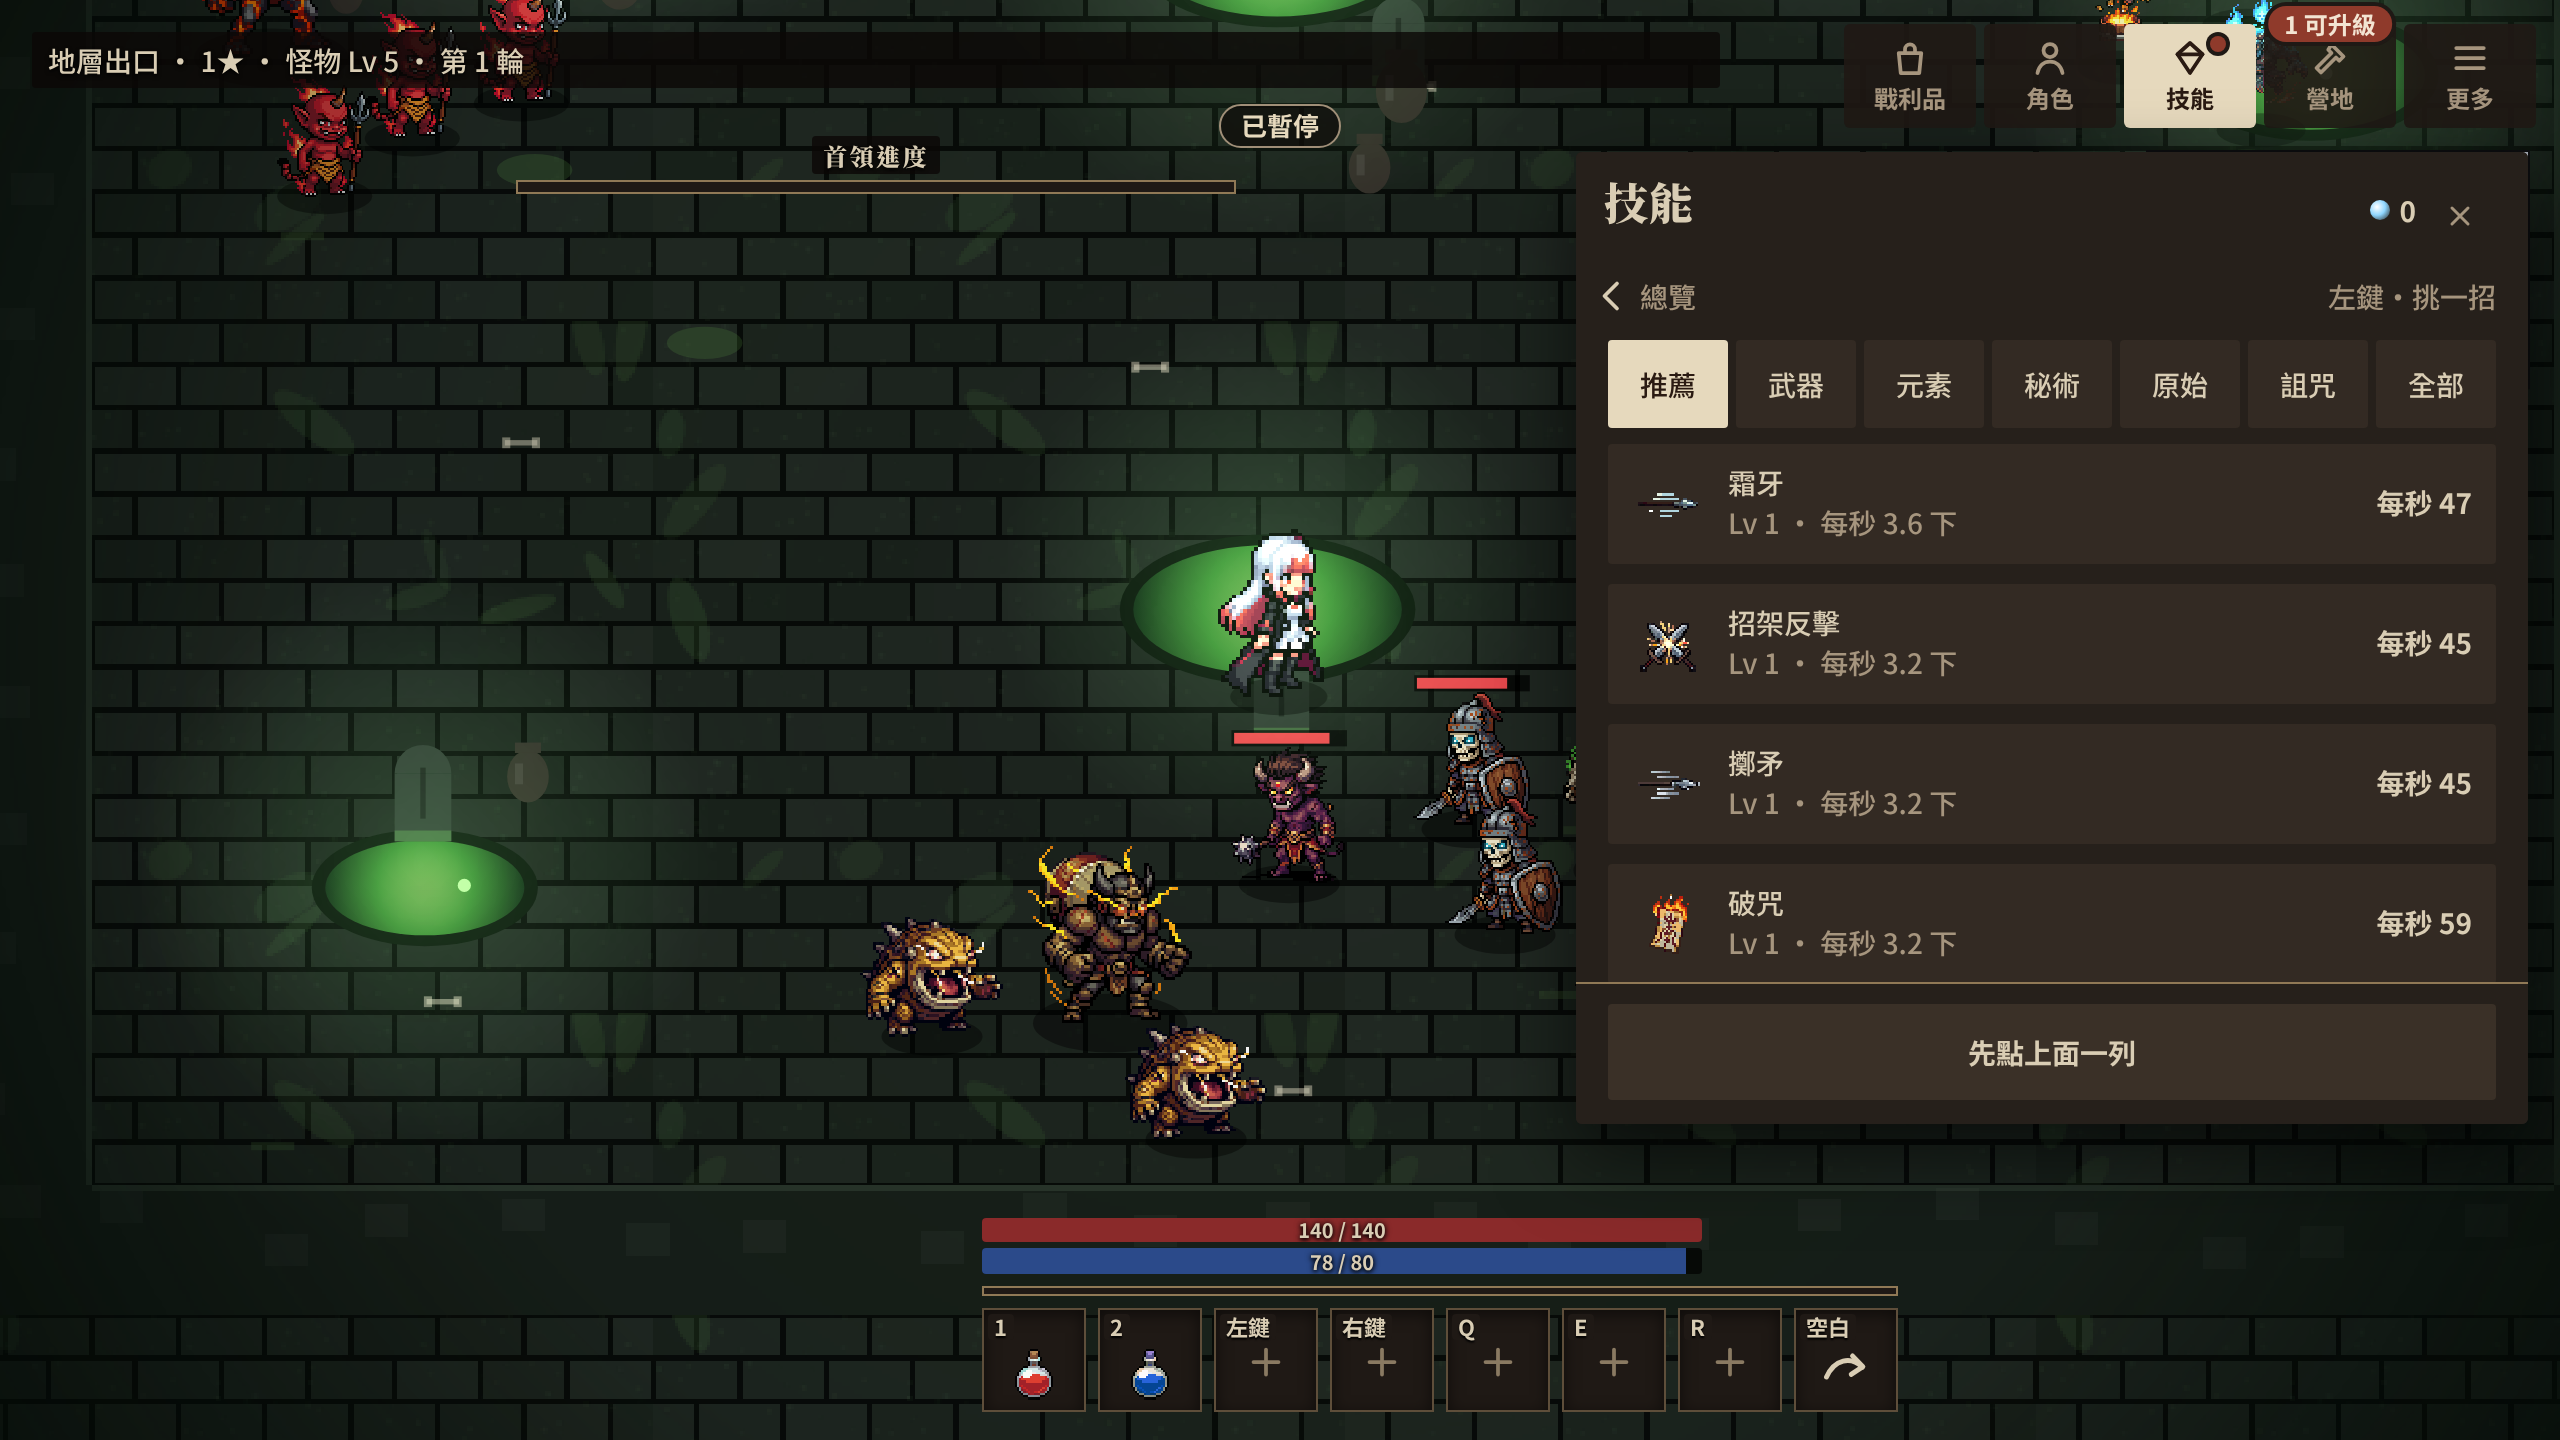 地層出口 • 1★ • 怪物 Lv 5 • 第 1 輪
已暫停
首領進度
戰利品
角色
技能
1 可升級
營地
更多
技能
0
總覽
左鍵•挑一招
推薦
武器
元素
秘術
原始
詛咒
全部
霜牙
Lv 1 • 每秒 3.6 下
每秒 47
招架反擊
Lv 1 • 每秒 3.2 下
每秒 45
擲矛
Lv 1 • 每秒 3.2 下
每秒 45
破咒
Lv 1 • 每秒 3.2 下
每秒 59
先點上面一列
140 / 140
78 / 80
1
2
左鍵
右鍵
Q
E
R
空白